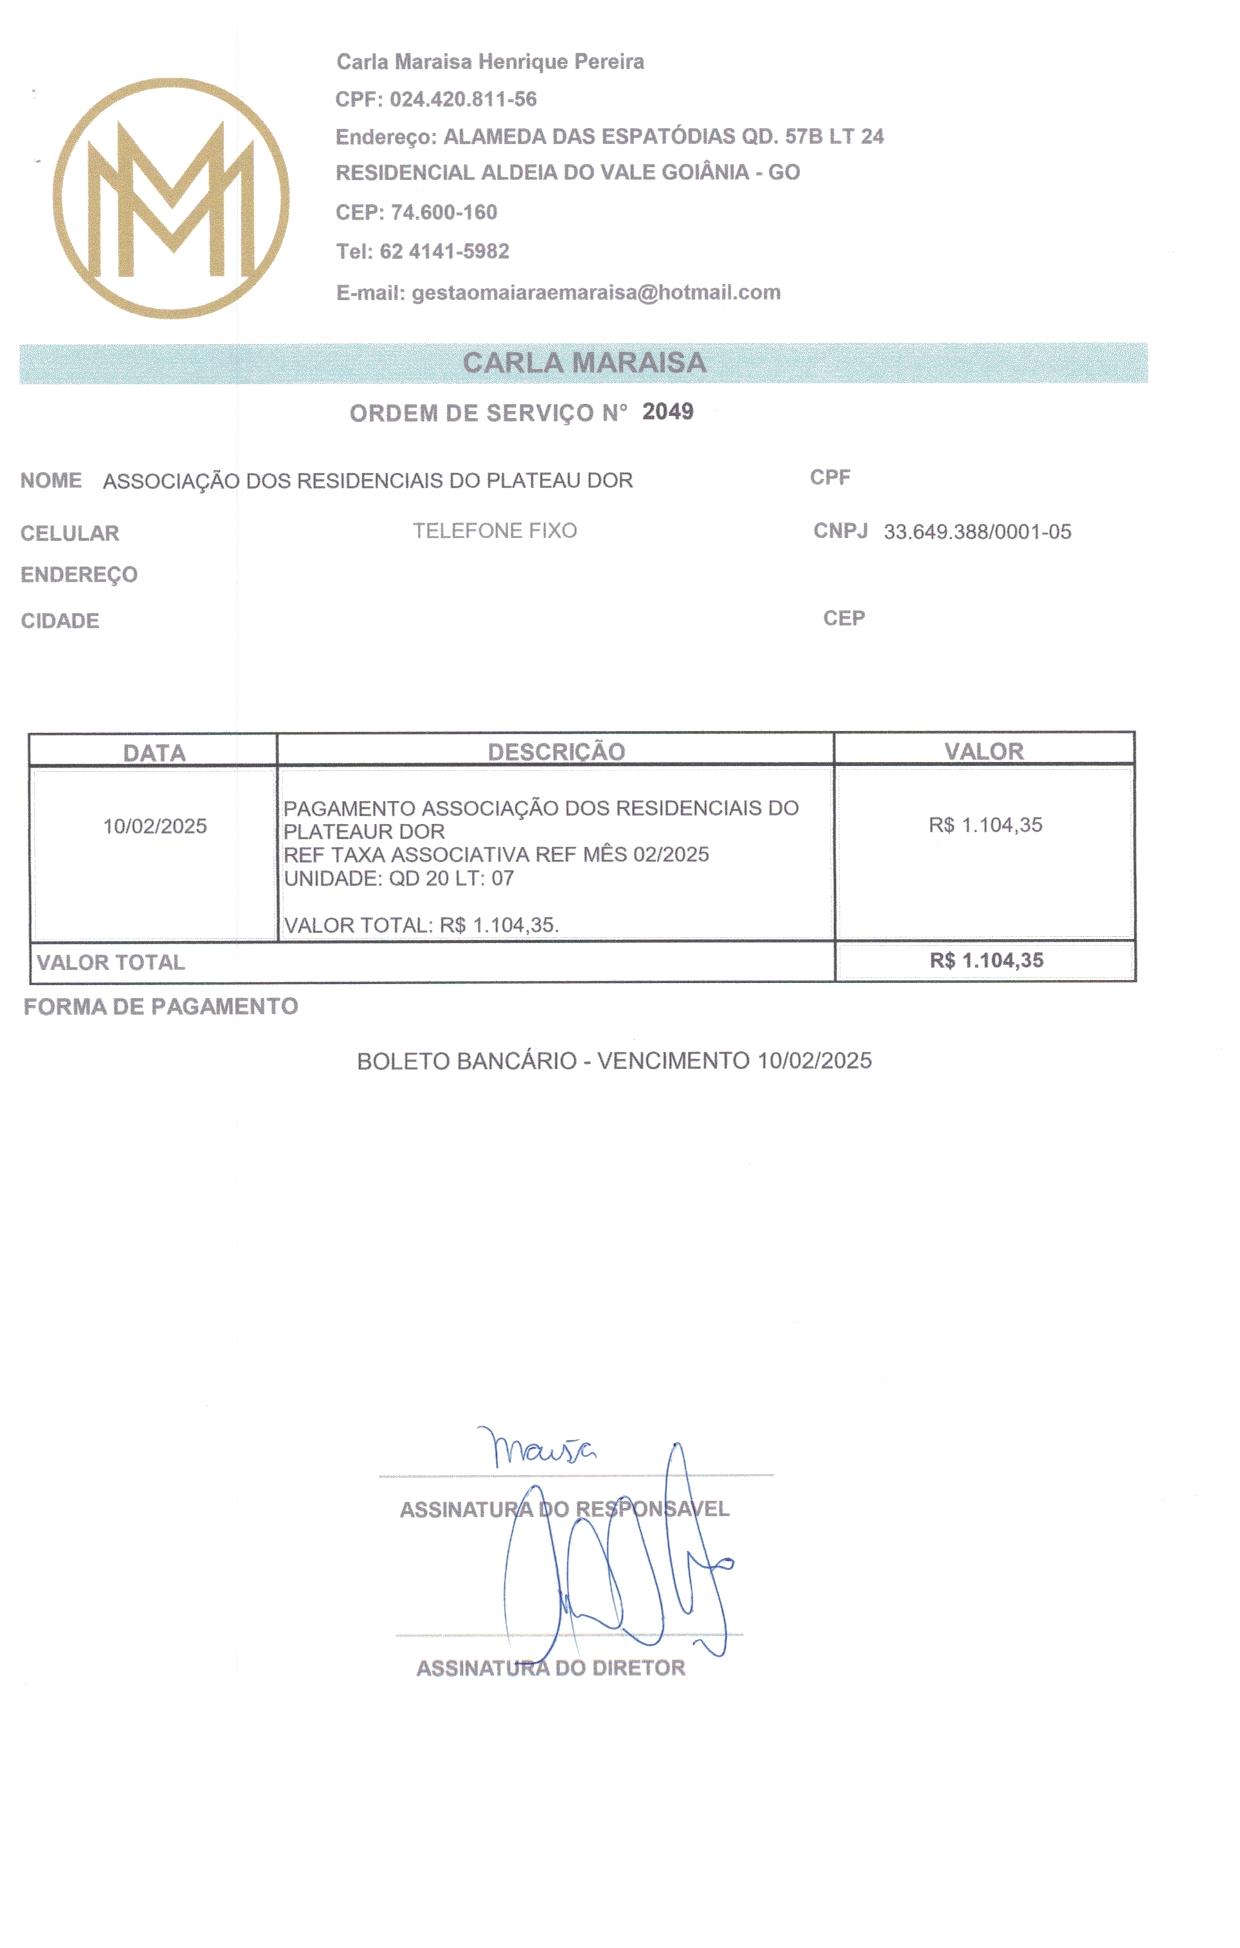 Carla Maraisa Henrique Pereira
CPF: 024.420.811-56
Endereço: ALAMEDA DAS ESPATÓDIAS QD. 57B LT 24
RESIDENCIAL ALDEIA DO VALE GOIÂNIA - GO
CEP: 74.600-160
Tel: 62 4141-5982
E-mail: gestaomaiaraemaraisa@hotmail.com
CARLA MARAISA
ORDEM DE SERVIÇO N° 2049
NOME ASSOCIAÇÃO DOS RESIDENCIAIS DO PLATEAU DOR CPF
CELULAR TELEFONE FIXO CNPJ 33.649.388/0001-05
ENDEREÇO
CIDADE CEP
DATA DESCRIÇÃO VALOR
PAGAMENTO ASSOCIAÇÃO DOS RESIDENCIAIS DO
10/02/2025 PLATEAUR DOR R$ 1.104,35
REF TAXA ASSOCIATIVA REF MÊS 02/2025
UNIDADE: QD 20 LT: 07
VALOR TOTAL: R$ 1.104,35.
VALOR TOTAL R$ 1.104,35
FORMA DE PAGAMENTO
BOLETO BANCÁRIO - VENCIMENTO 10/02/2025
ASSINATURA DO RESPONSAVEL
ASSINATURA DO DIRETOR